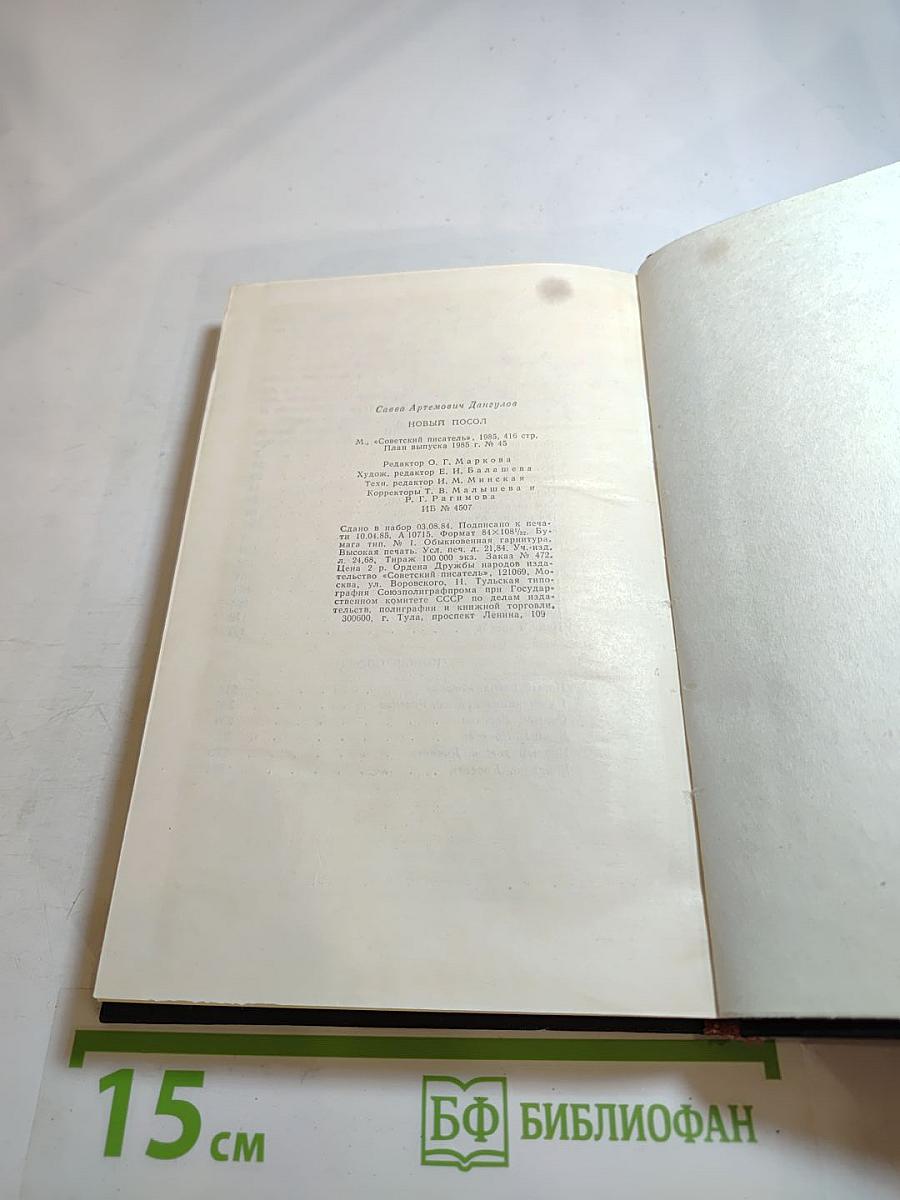 Савва Артемович Дангулов
НОВЫЙ ПОСОЛ
М., «Советский писатель», 1985, 416 стр.
План выпуска 1985 г. № 45
Редактор О. Г. Маркова
Худож. редактор Е. И. Балашева
Техн. редактор И. М. Минская
Корректоры Т. В. Малышева и
Р. Г. Рагимова
ИБ № 4507
Сдано в набор 03.08.84. Подписано к печа-
ти 10.04.85. А 10715. Формат 84×108¹/₃₂. Бу-
мага тип. № 1. Обыкновенная гарнитура.
Высокая печать. Усл. печ. л. 21,84. Уч.-изд.
л. 24,68. Тираж 100 000 экз. Заказ № 472.
Цена 2 р. Ордена Дружбы народов изда-
тельство «Советский писатель», 121069, Мо-
сква, ул. Воровского, 11. Тульская типо-
графия Союзполиграфпрома при Государ-
ственном комитете СССР по делам изда-
тельств, полиграфии и книжной торговли,
300600, г. Тула, проспект Ленина, 109
15 см
БФ БИБЛИОФАН